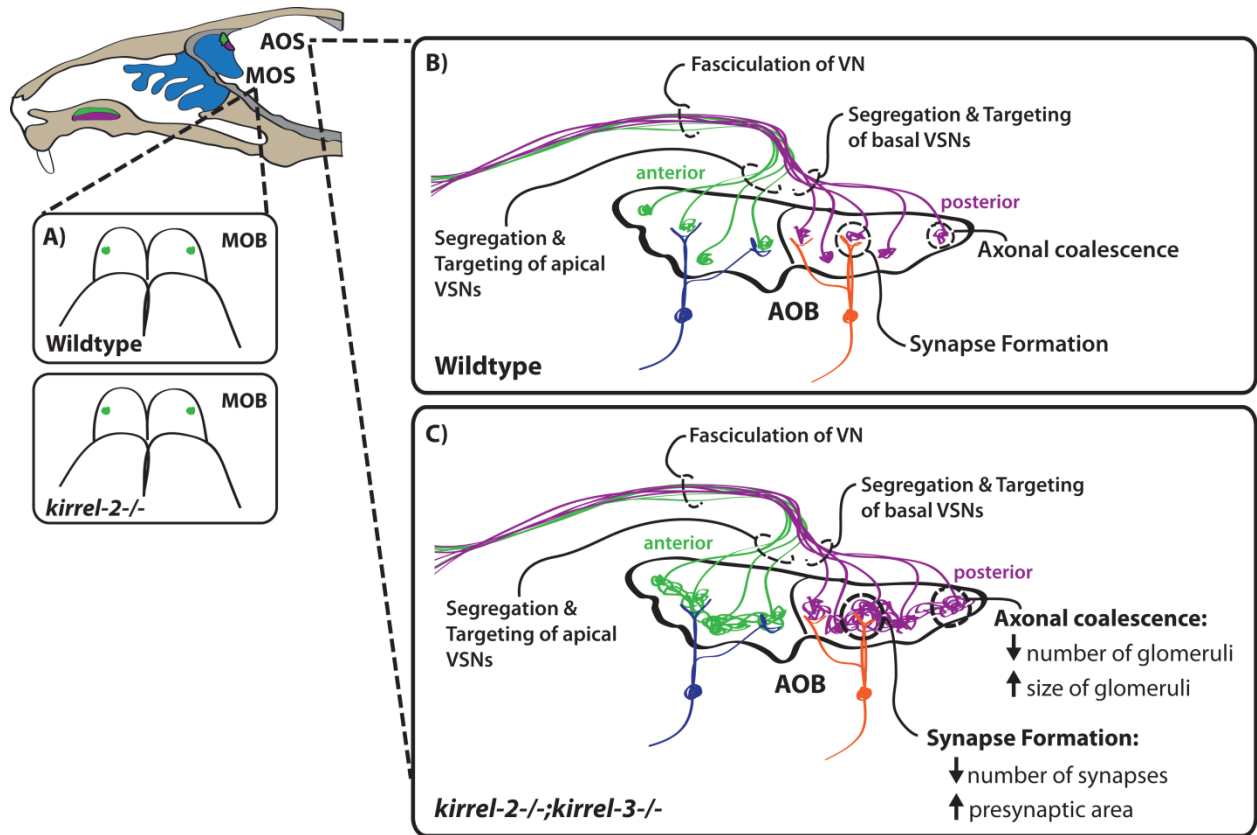 AOS
MOS
A)
MOB
Wildtype
MOB
kirrel-2-/-
B)
Fasciculation of VN
Segregation & Targeting
of basal VSNs
anterior
posterior
Segregation &
Targeting of apical
VSNs
Axonal coalescence
AOB
Synapse Formation
Wildtype
C)
Fasciculation of VN
Segregation & Targeting
of basal VSNs
anterior
posterior
Segregation &
Targeting of apical
VSNs
Axonal coalescence:
↓ number of glomeruli
↑ size of glomeruli
AOB
Synapse Formation:
↓ number of synapses
↑ presynaptic area
kirrel-2-/-;kirrel-3-/-